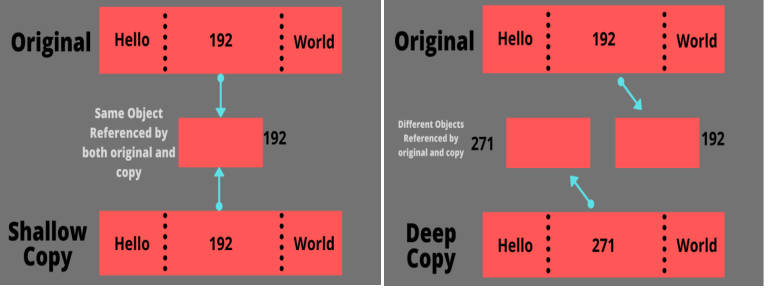 Original
Hello
192
World
Same Object
Referenced by
both original and
copy
192
Shallow
Copy
Hello
192
World
Original
Hello
192
World
Different Objects
Referenced by
original and copy
271
192
Deep
Copy
Hello
271
World